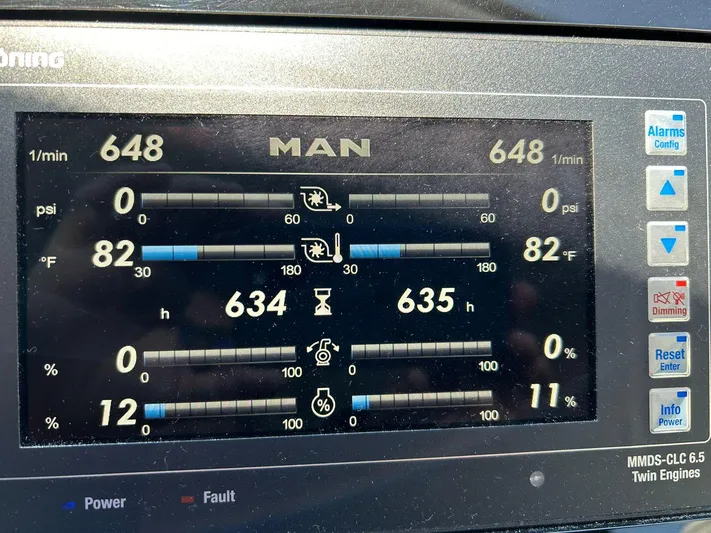 öning
1/min 648 MAN 648 1/min
psi 0 0 60 0 60 0 psi
°F 82 30 180 30 180 82 °F
h 634 635 h
% 0 0 100 0 100 0 %
% 12 0 100 % 0 100 11 %
Alarms
Config
Dimming
Reset
Enter
Info
Power
MMDS-CLC 6.5
Twin Engines
Power Fault